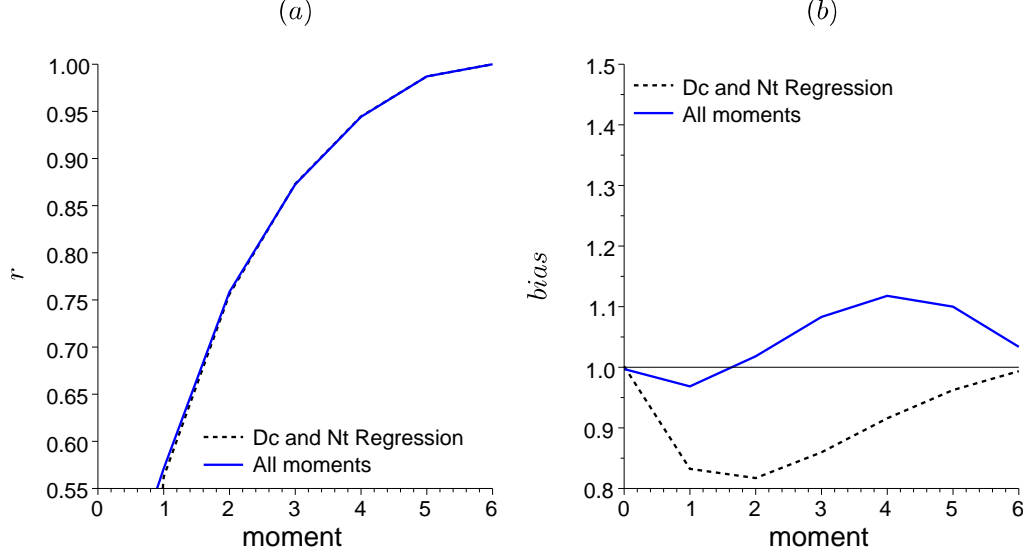 (a)
1.00
0.95
0.90
0.85
0.80
0.75
0.70
0.65
0.60
0.55
r
Dc and Nt Regression
All moments
0 1 2 3 4 5 6
moment
(b)
1.5
1.4
1.3
1.2
1.1
1.0
0.9
0.8
bias
Dc and Nt Regression
All moments
0 1 2 3 4 5 6
moment